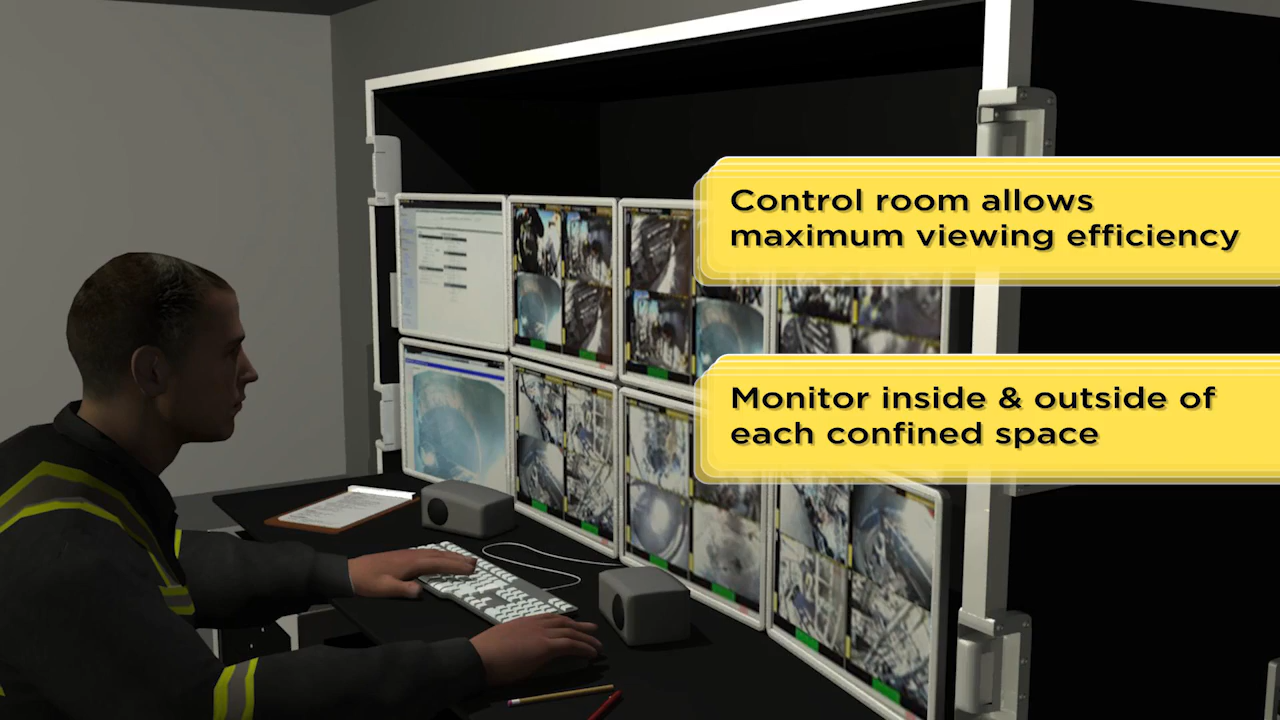 Control room allows
maximum viewing efficiency
Monitor inside & outside of
each confined space